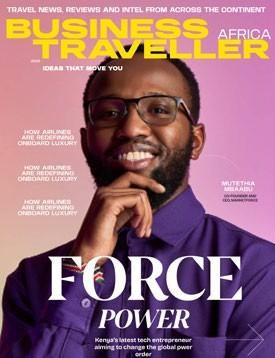 TRAVEL NEWS, REVIEWS AND INTEL FROM ACROSS THE CONTINENT
BUSINESS
AFRICA
TRAVELLER
IDEAS THAT MOVE YOU
HOW AIRLINES
ARE REDEFINING
ONBOARD LUXURY
HOW AIRLINES
ARE REDEFINING
ONBOARD LUXURY
HOW AIRLINES
ARE REDEFINING
ONBOARD LUXURY
MUTETHIA
MBAABU
CO-FOUNDER AND
CEO, MARKETFORCE
FORCE
POWER
Kenya's latest tech entrepreneur
aiming to change the global power
order